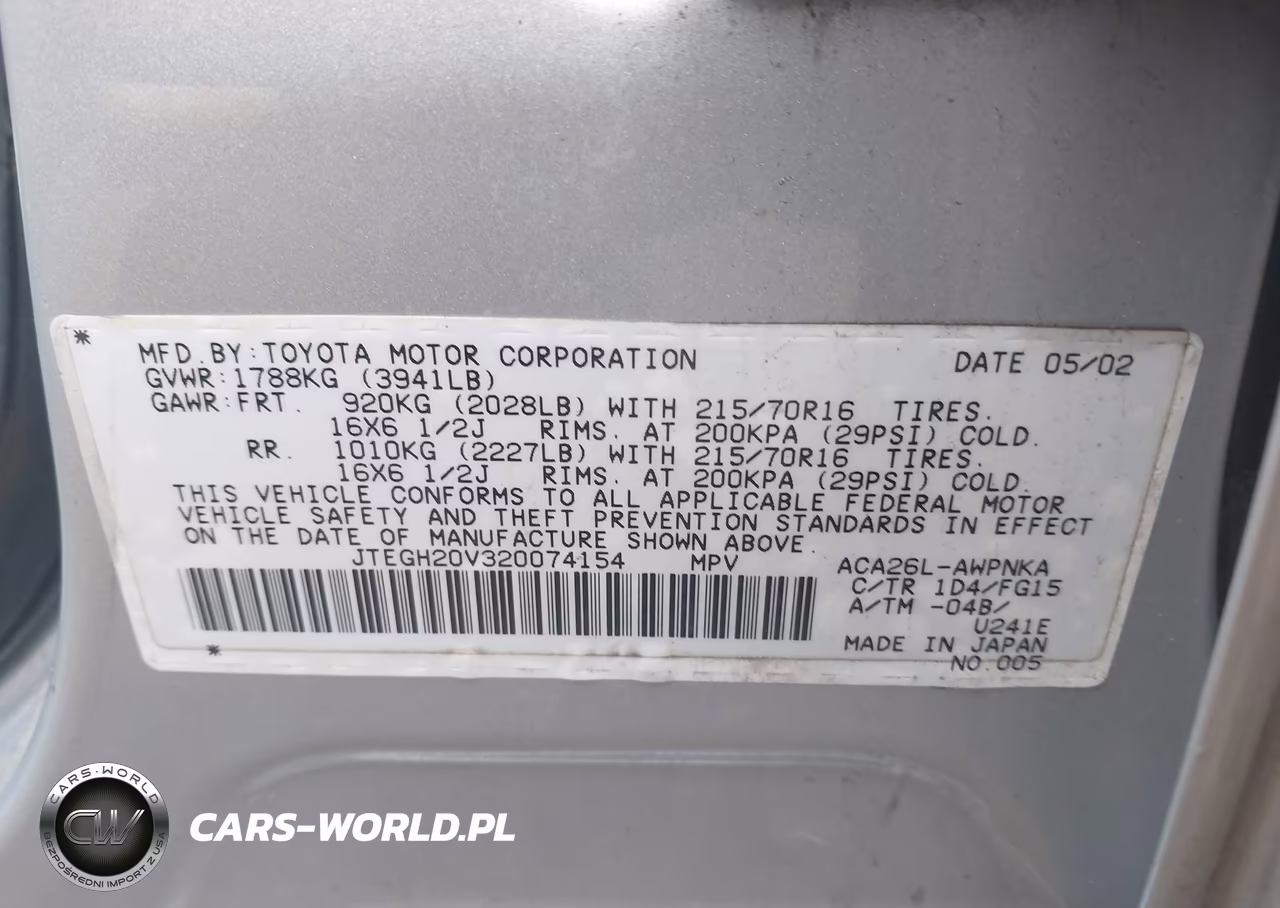 *
MFD.BY:TOYOTA MOTOR CORPORATION DATE 05/02
GVWR:1788KG (3941LB)
GAWR:FRT. 920KG (2028LB) WITH 215/70R16 TIRES.
16X6 1/2J RIMS. AT 200KPA (29PSI) COLD.
RR. 1010KG (2227LB) WITH 215/70R16 TIRES.
16X6 1/2J RIMS. AT 200KPA (29PSI) COLD.
THIS VEHICLE CONFORMS TO ALL APPLICABLE FEDERAL MOTOR
VEHICLE SAFETY AND THEFT PREVENTION STANDARDS IN EFFECT
ON THE DATE OF MANUFACTURE SHOWN ABOVE.
JTEGH20V320074154 MPV ACA26L-AWPNKA
C/TR 1D4/FG15
A/TM -04B/
U241E
MADE IN JAPAN
*
NO.005
CARS-WORLD
CW
BEZPOŚREDNI IMPORT Z USA
CARS-WORLD.PL